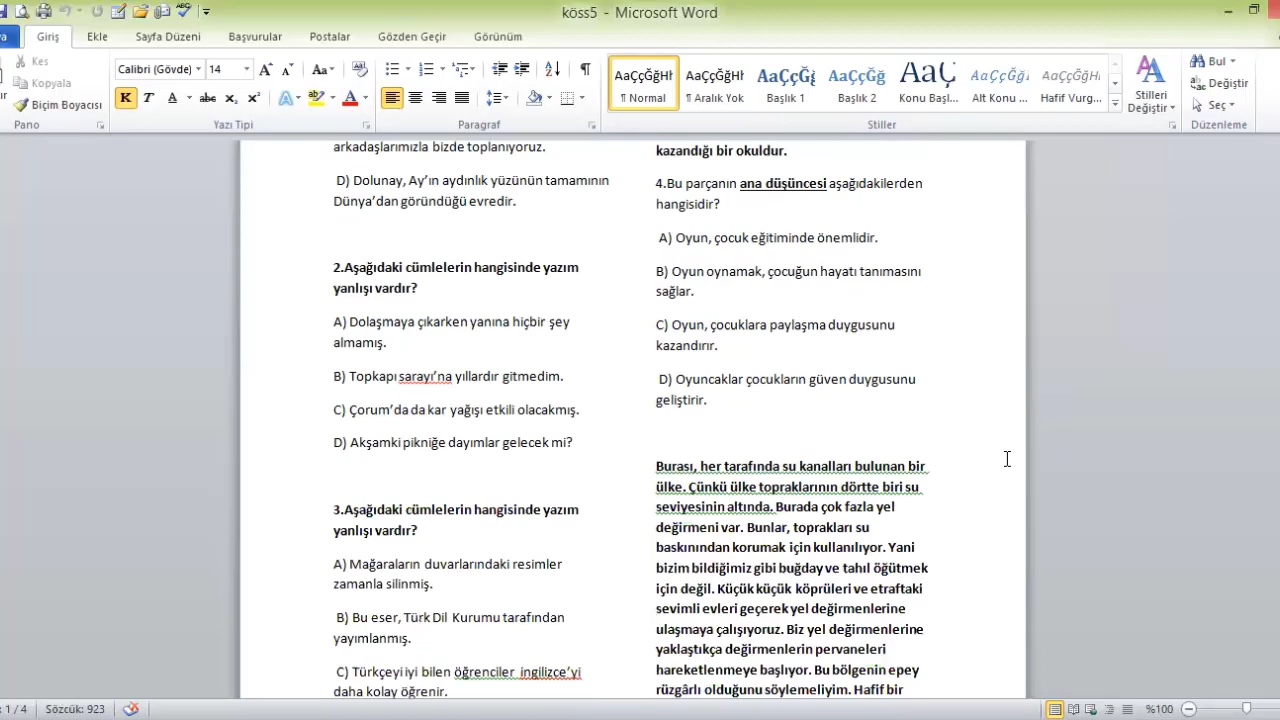 köss5 - Microsoft Word
Giriş Ekle Sayfa Düzeni Başvurular Postalar Gözden Geçir Görünüm
Kes
Kopyala
Biçim Boyacısı
Pano
Calibri (Gövde) 14
Yazı Tipi
Paragraf
AaÇçĞğHł AaÇçĞğHł AaÇçĞğ AaÇçĞğ AaÇ AaÇçĞğl AaÇçĞğHł
¶ Normal ¶ Aralık Yok Başlık 1 Başlık 2 Konu Başl... Alt Konu ... Hafif Vurg...
Stiller
Stilleri
Değiştir
Bul
Değiştir
Seç
Düzenleme
arkadaşlarımızla bizde toplanıyoruz.
D) Dolunay, Ay’ın aydınlık yüzünün tamamının
Dünya’dan göründüğü evredir.
2.Aşağıdaki cümlelerin hangisinde yazım
yanlışı vardır?
A) Dolaşmaya çıkarken yanına hiçbir şey
almamış.
B) Topkapı sarayı’na yıllardır gitmedim.
C) Çorum’da da kar yağışı etkili olacakmış.
D) Akşamki pikniğe dayımlar gelecek mi?
3.Aşağıdaki cümlelerin hangisinde yazım
yanlışı vardır?
A) Mağaraların duvarlarındaki resimler
zamanla silinmiş.
B) Bu eser, Türk Dil Kurumu tarafından
yayımlanmış.
C) Türkçeyi iyi bilen öğrenciler ingilizce’yi
daha kolay öğrenir.
kazandığı bir okuldur.
4.Bu parçanın ana düşüncesi aşağıdakilerden
hangisidir?
A) Oyun, çocuk eğitiminde önemlidir.
B) Oyun oynamak, çocuğun hayatı tanımasını
sağlar.
C) Oyun, çocuklara paylaşma duygusunu
kazandırır.
D) Oyuncaklar çocukların güven duygusunu
geliştirir.
Burası, her tarafında su kanalları bulunan bir
ülke. Çünkü ülke topraklarının dörtte biri su
seviyesinin altında. Burada çok fazla yel
değirmeni var. Bunlar, toprakları su
baskınından korumak için kullanılıyor. Yani
bizim bildiğimiz gibi buğday ve tahıl öğütmek
için değil. Küçük küçük köprüleri ve etraftaki
sevimli evleri geçerek yel değirmenlerine
ulaşmaya çalışıyoruz. Biz yel değirmenlerine
yaklaştıkça değirmenlerin pervaneleri
hareketlenmeye başlıyor. Bu bölgenin epey
rüzgârlı olduğunu söylemeliyim. Hafif bir
: 1 / 4 Sözcük: 923 %100